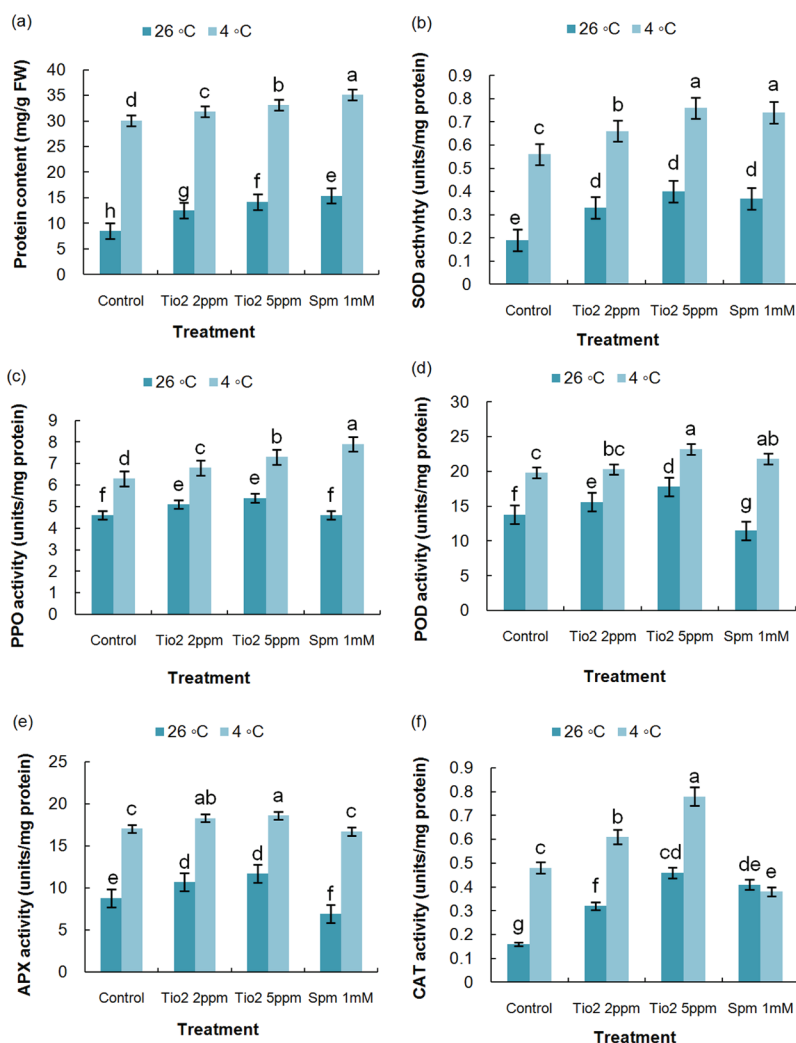 (a)
26 ◦C 4 ◦C
Protein content (mg/g FW)
40
35
30
25
20
15
10
5
0
h d g c f b e a
Control Tio2 2ppm Tio2 5ppm Spm 1mM
Treatment
(b)
26 ◦C 4 ◦C
SOD acthvhty (units/mg protein)
0.9
0.8
0.7
0.6
0.5
0.4
0.3
0.2
0.1
0
e c d b d a d a
Control Tio2 2ppm Tio2 5ppm Spm 1mM
Treatment
(c)
26 ◦C 4 ◦C
PPO activity (units/mg protein)
9
8
7
6
5
4
3
2
1
0
f d e c e b f a
Control Tio2 2ppm Tio2 5ppm Spm 1mM
Treatment
(d)
26 ◦C 4 ◦C
POD activity (units/mg protein)
30
25
20
15
10
5
0
f c e bc d a g ab
Control Tio2 2ppm Tio2 5ppm Spm 1mM
Treatment
(e)
26 ◦C 4 ◦C
APX activity (units/mg protein)
25
20
15
10
5
0
e c d ab d a f c
Control Tio2 2ppm Tio2 5ppm Spm 1mM
Treatment
(f)
26 ◦C 4 ◦C
CAT activity (units/mg protein)
0.9
0.8
0.7
0.6
0.5
0.4
0.3
0.2
0.1
0
g c f b cd a de e
Control Tio2 2ppm Tio2 5ppm Spm 1mM
Treatment